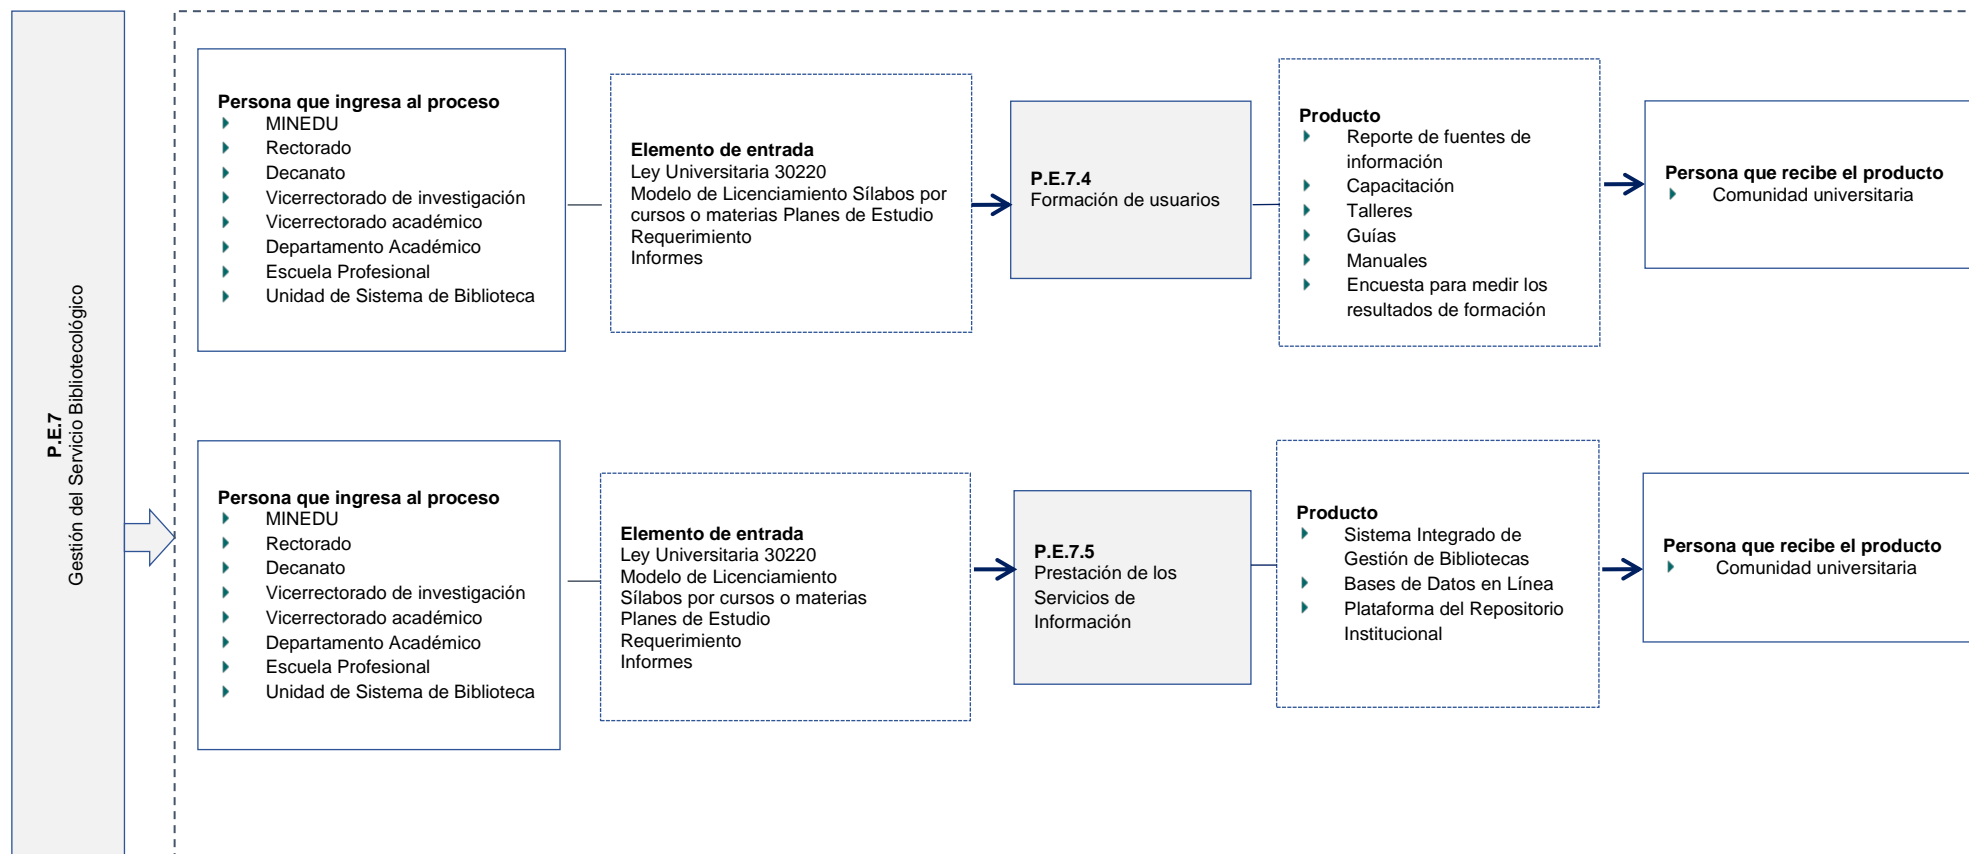 P.E.7
Gestión del Servicio Bibliotecológico
Persona que ingresa al proceso
MINEDU
Rectorado
Decanato
Vicerrectorado de investigación
Vicerrectorado académico
Departamento Académico
Escuela Profesional
Unidad de Sistema de Biblioteca
Elemento de entrada
Ley Universitaria 30220
Modelo de Licenciamiento Sílabos por
cursos o materias Planes de Estudio
Requerimiento
Informes
P.E.7.4
Formación de usuarios
Producto
Reporte de fuentes de
información
Capacitación
Talleres
Guías
Manuales
Encuesta para medir los
resultados de formación
Persona que recibe el producto
Comunidad universitaria
Persona que ingresa al proceso
MINEDU
Rectorado
Decanato
Vicerrectorado de investigación
Vicerrectorado académico
Departamento Académico
Escuela Profesional
Unidad de Sistema de Biblioteca
Elemento de entrada
Ley Universitaria 30220
Modelo de Licenciamiento
Sílabos por cursos o materias
Planes de Estudio
Requerimiento
Informes
P.E.7.5
Prestación de los
Servicios de
Información
Producto
Sistema Integrado de
Gestión de Bibliotecas
Bases de Datos en Línea
Plataforma del Repositorio
Institucional
Persona que recibe el producto
Comunidad universitaria